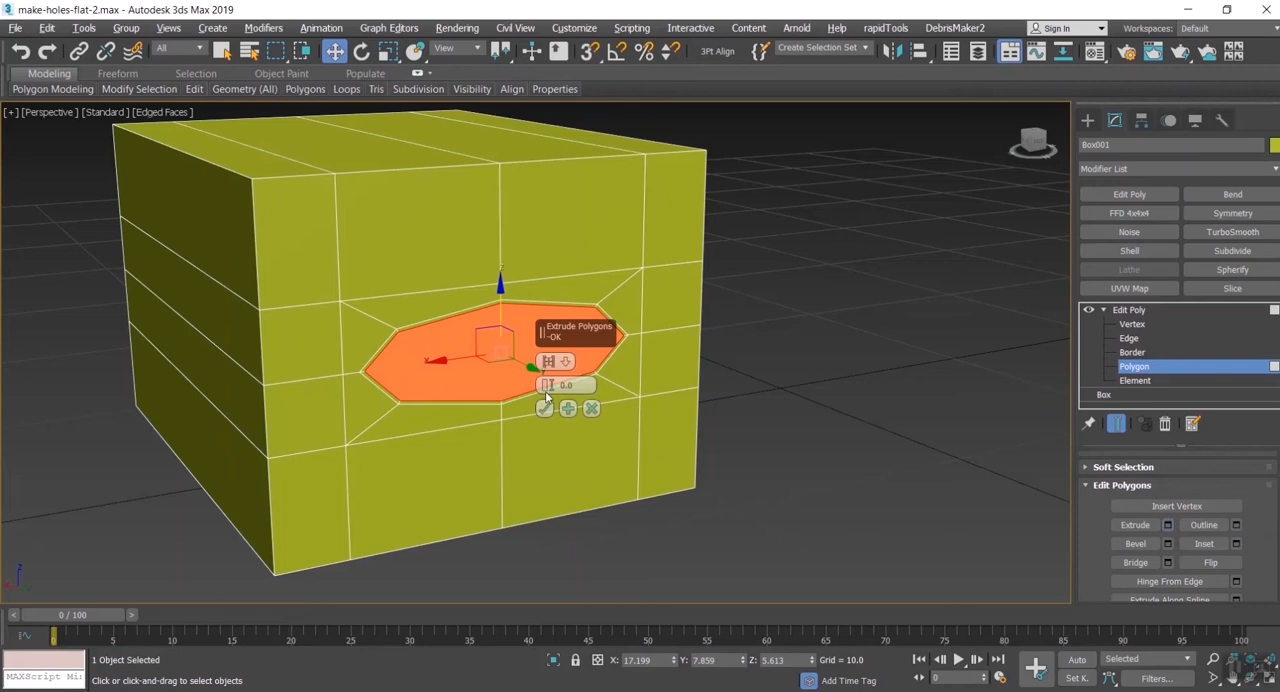 make-holes-flat-2.max - Autodesk 3ds Max 2019
File Edit Tools Group Views Create Modifiers Animation Graph Editors Rendering Civil View Customize Scripting Interactive Content Arnold Help rapidTools DebrisMaker2 Sign In Workspaces: Default
All View 3Pt Align Create Selection Set
Modeling Freeform Selection Object Paint Populate
Polygon Modeling Modify Selection Edit Geometry (All) Polygons Loops Tris Subdivision Visibility Align Properties
[+] [Perspective] [Standard] [Edged Faces]
Extrude Polygons
-OK
0.0
Box001
Modifier List
Edit Poly Bend
FFD 4x4x4 Symmetry
Noise TurboSmooth
Shell Subdivide
Lathe Spherify
UVW Map Slice
Edit Poly
Vertex
Edge
Border
Polygon
Element
Box
Soft Selection
Edit Polygons
Insert Vertex
Extrude Outline
Bevel Inset
Bridge Flip
Hinge From Edge
Extrude Along Spline
< 0 / 100 >
0 5 10 15 20 25 30 35 40 45 50 55 60 65 70 75 80 85 90 95 100
1 Object Selected X: 17.199 Y: 7.859 Z: 5.613 Grid = 10.0 Auto Selected
MAXScript Mi Click or click-and-drag to select objects Add Time Tag 0 Set K. Filters...